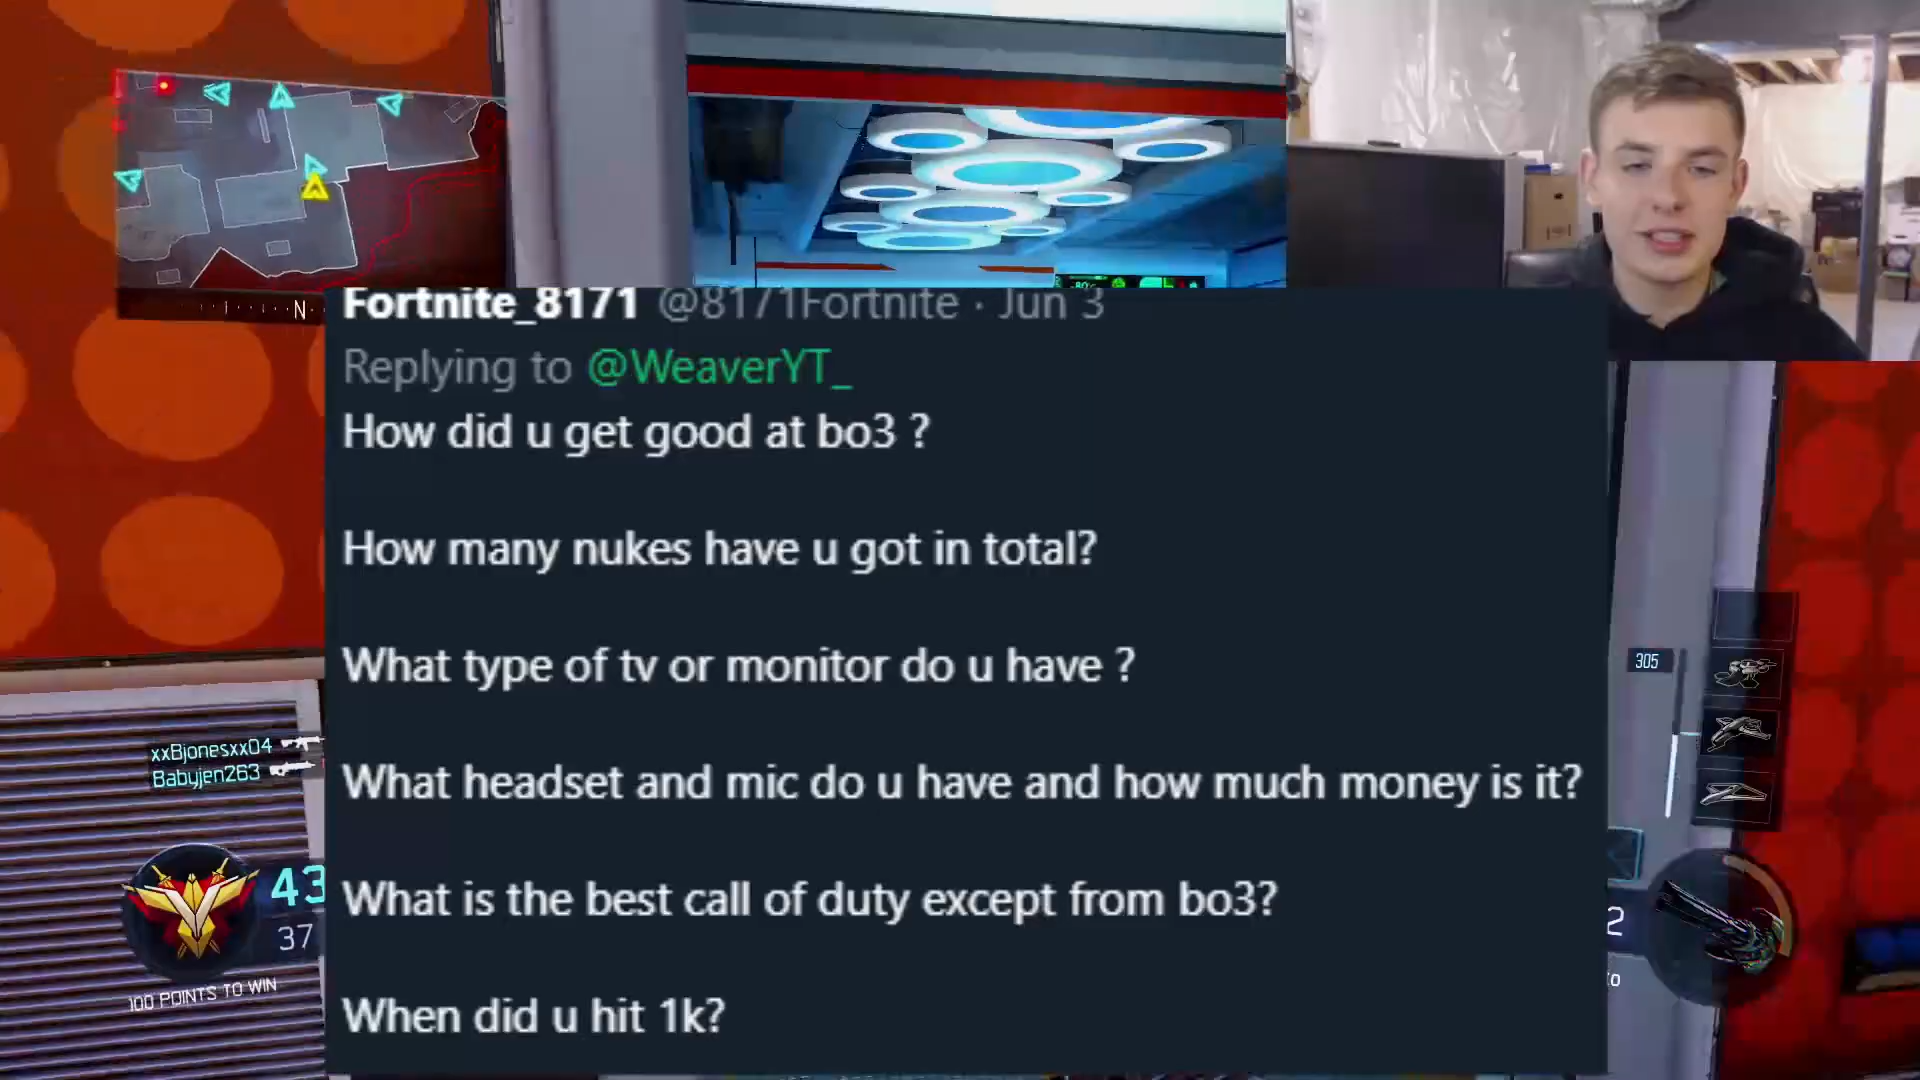 N
Fortnite_8171 @8171Fortnite · Jun 3
Replying to @WeaverYT_
How did u get good at bo3 ?
How many nukes have u got in total?
What type of tv or monitor do u have ?
What headset and mic do u have and how much money is it?
What is the best call of duty except from bo3?
When did u hit 1k?
305
xxBjonesxx04
Babyjen263
43
37
100 POINTS TO WIN
2